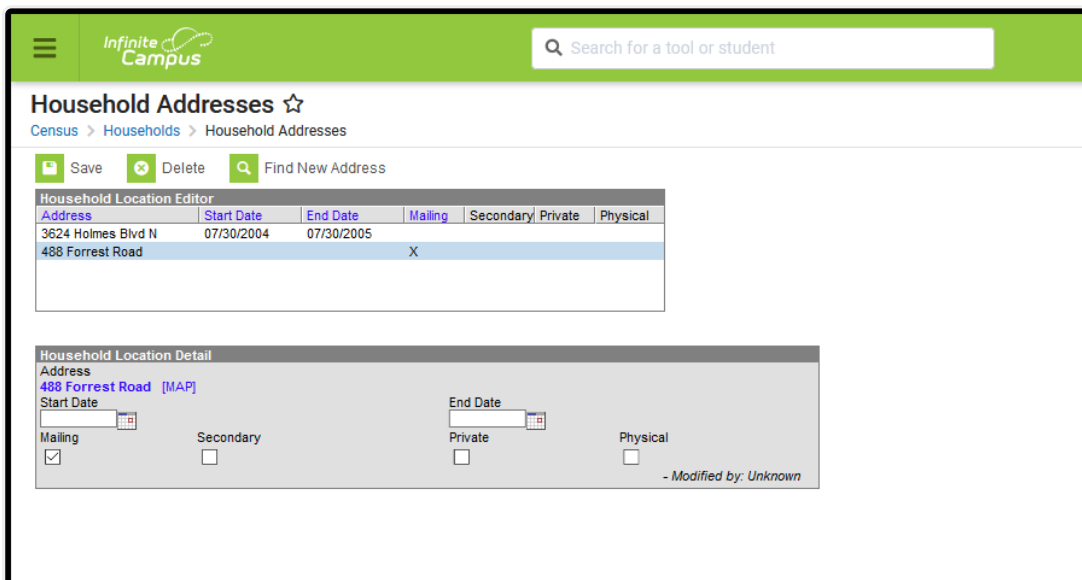 Infinite
Campus
Search for a tool or student
Household Addresses
Census > Households > Household Addresses
Save Delete Find New Address
Household Location Editor
Address Start Date End Date Mailing Secondary Private Physical
3624 Holmes Blvd N 07/30/2004 07/30/2005
488 Forrest Road X
Household Location Detail
Address
488 Forrest Road [MAP]
Start Date End Date
Mailing Secondary Private Physical
- Modified by: Unknown